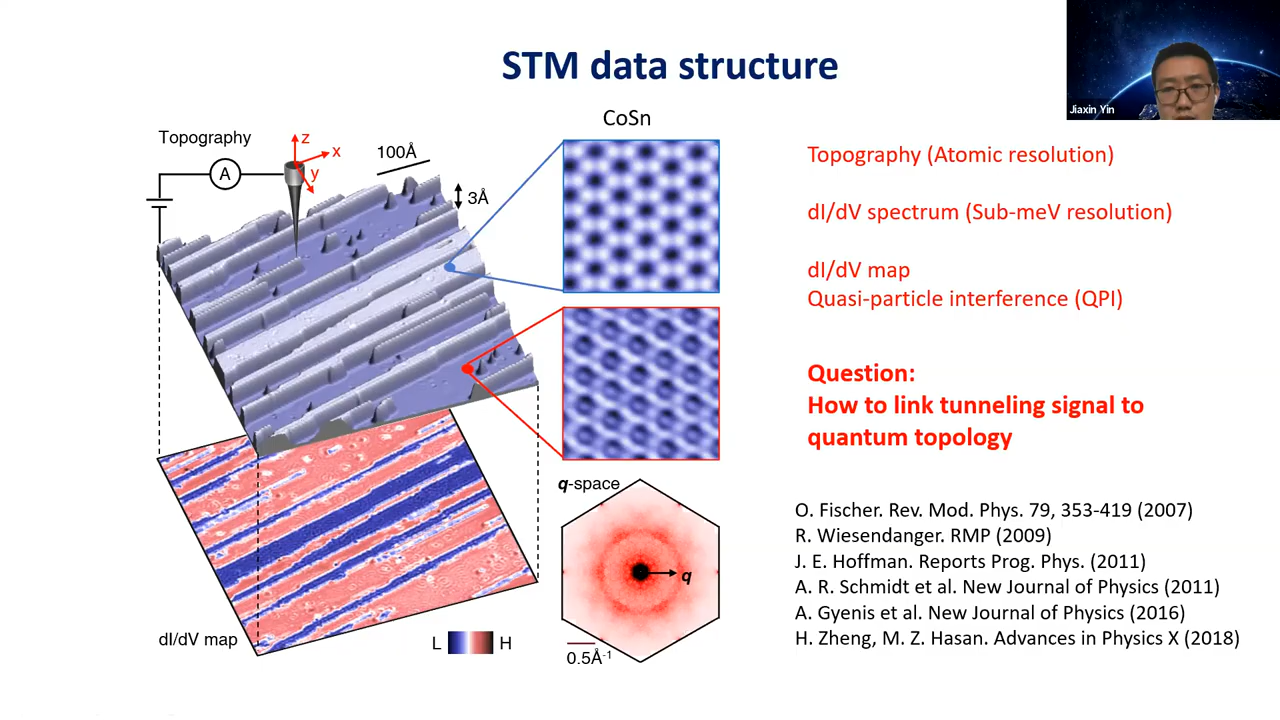 STM data structure
Jiaxin Yin
Topography
A
z
x
y
100Å
3Å
CoSn
q-space
q
0.5Å-1
dI/dV map
L
H
Topography (Atomic resolution)
dI/dV spectrum (Sub-meV resolution)
dI/dV map
Quasi-particle interference (QPI)
Question:
How to link tunneling signal to
quantum topology
O. Fischer. Rev. Mod. Phys. 79, 353-419 (2007)
R. Wiesendanger. RMP (2009)
J. E. Hoffman. Reports Prog. Phys. (2011)
A. R. Schmidt et al. New Journal of Physics (2011)
A. Gyenis et al. New Journal of Physics (2016)
H. Zheng, M. Z. Hasan. Advances in Physics X (2018)